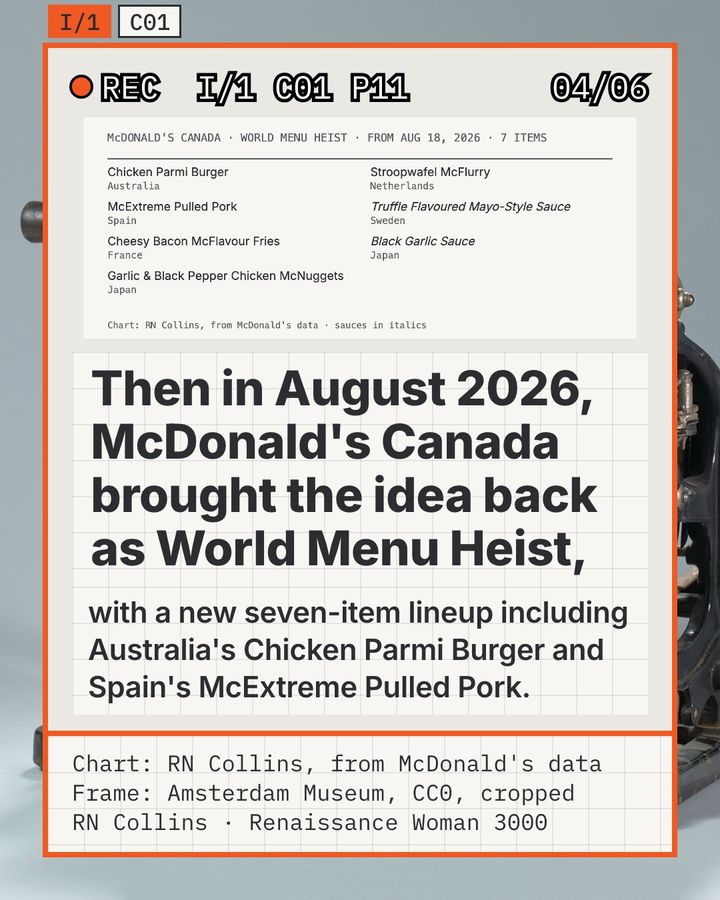 I/1 C01
REC I/1 C01 P11 04/06
McDONALD'S CANADA · WORLD MENU HEIST · FROM AUG 18, 2026 · 7 ITEMS
Chicken Parmi Burger
Australia
McExtreme Pulled Pork
Spain
Cheesy Bacon McFlavour Fries
France
Garlic & Black Pepper Chicken McNuggets
Japan
Stroopwafel McFlurry
Netherlands
Truffle Flavoured Mayo-Style Sauce
Sweden
Black Garlic Sauce
Japan
Chart: RN Collins, from McDonald's data · sauces in italics
Then in August 2026,
McDonald's Canada
brought the idea back
as World Menu Heist,
with a new seven-item lineup including
Australia's Chicken Parmi Burger and
Spain's McExtreme Pulled Pork.
Chart: RN Collins, from McDonald's data
Frame: Amsterdam Museum, CC0, cropped
RN Collins · Renaissance Woman 3000